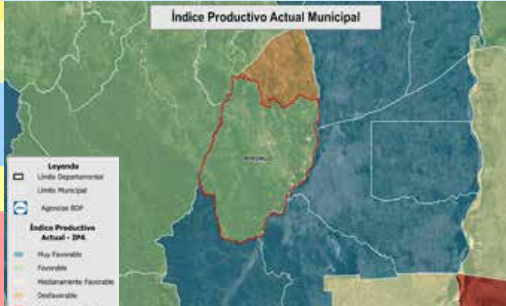 Índice Productivo Actual Municipal
Leyenda
Límite Departamental
Límite Municipal
Agencias BDP
Índice Productivo
Actual - IPA
Muy Favorable
Favorable
Medianamente Favorable
Desfavorable